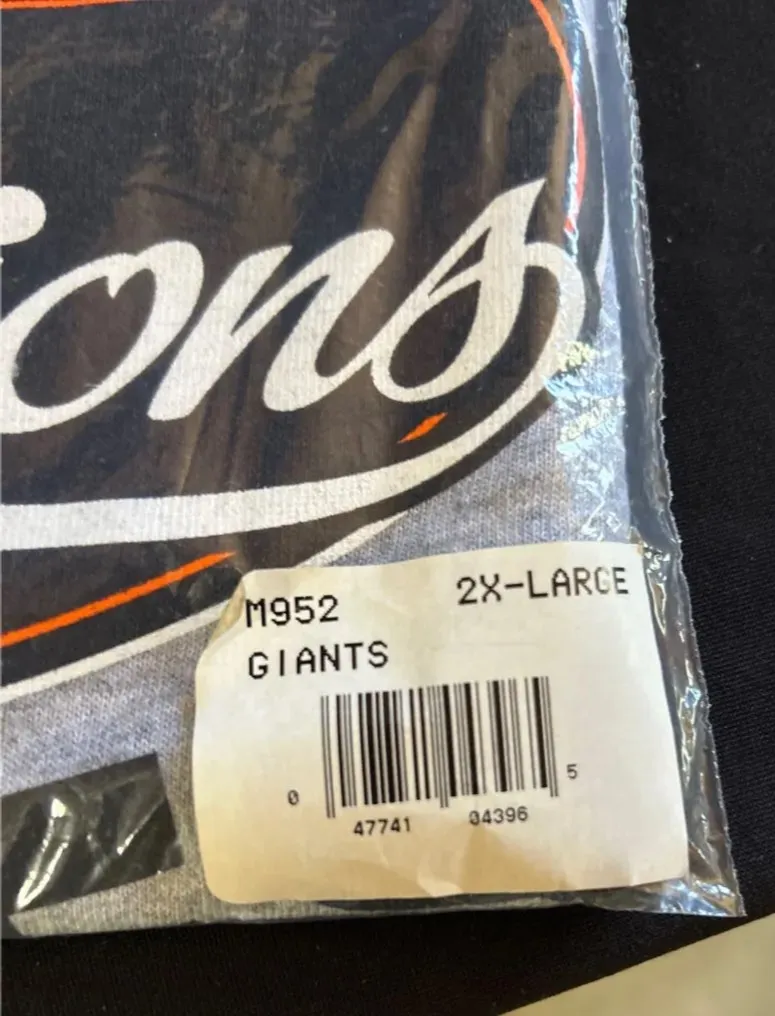 ions
M952 2X-LARGE
GIANTS
0 47741 04396 5